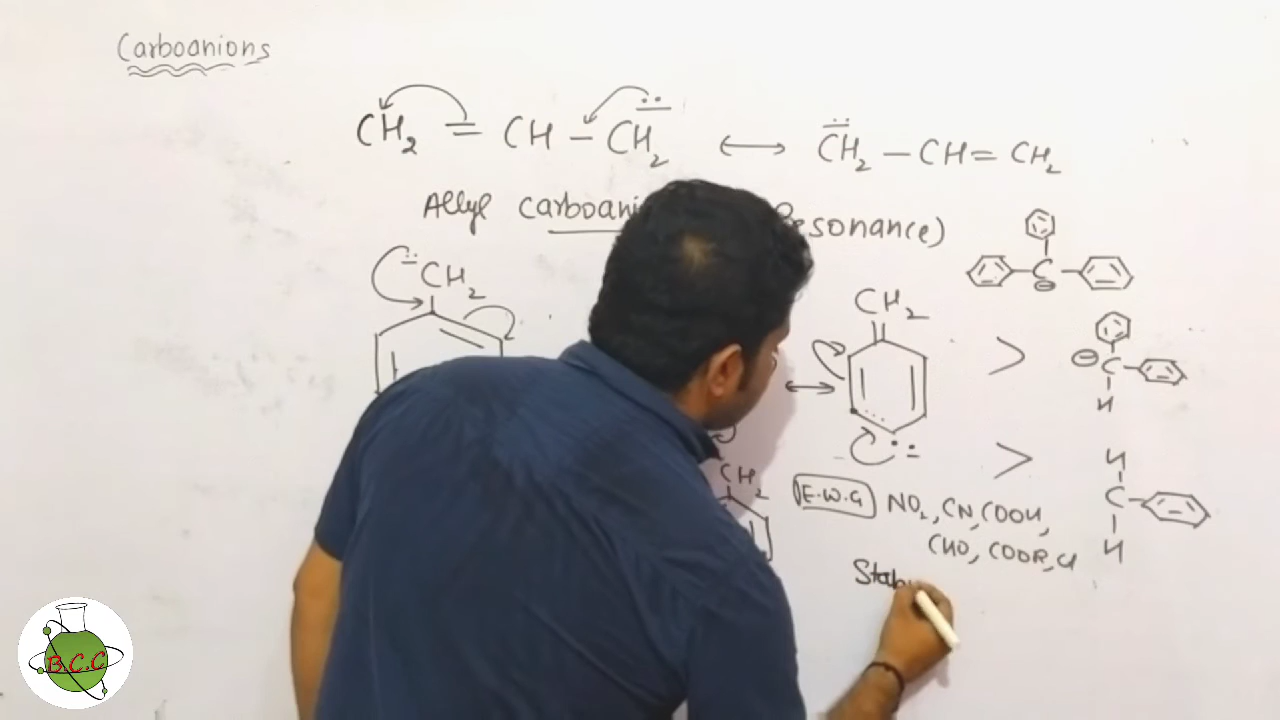 Carboanions
CH₂ = CH – CH₂ ↔ CH₂ – CH = CH₂
Allyl carboani
esonance)
CH₂
CH₂
C
⊖
>
⊖ C
H
CH₂
>
H
C
H
E.W.G NO₂, CN, COOH,
CHO, COOR, Cl
Stab
B.C.C